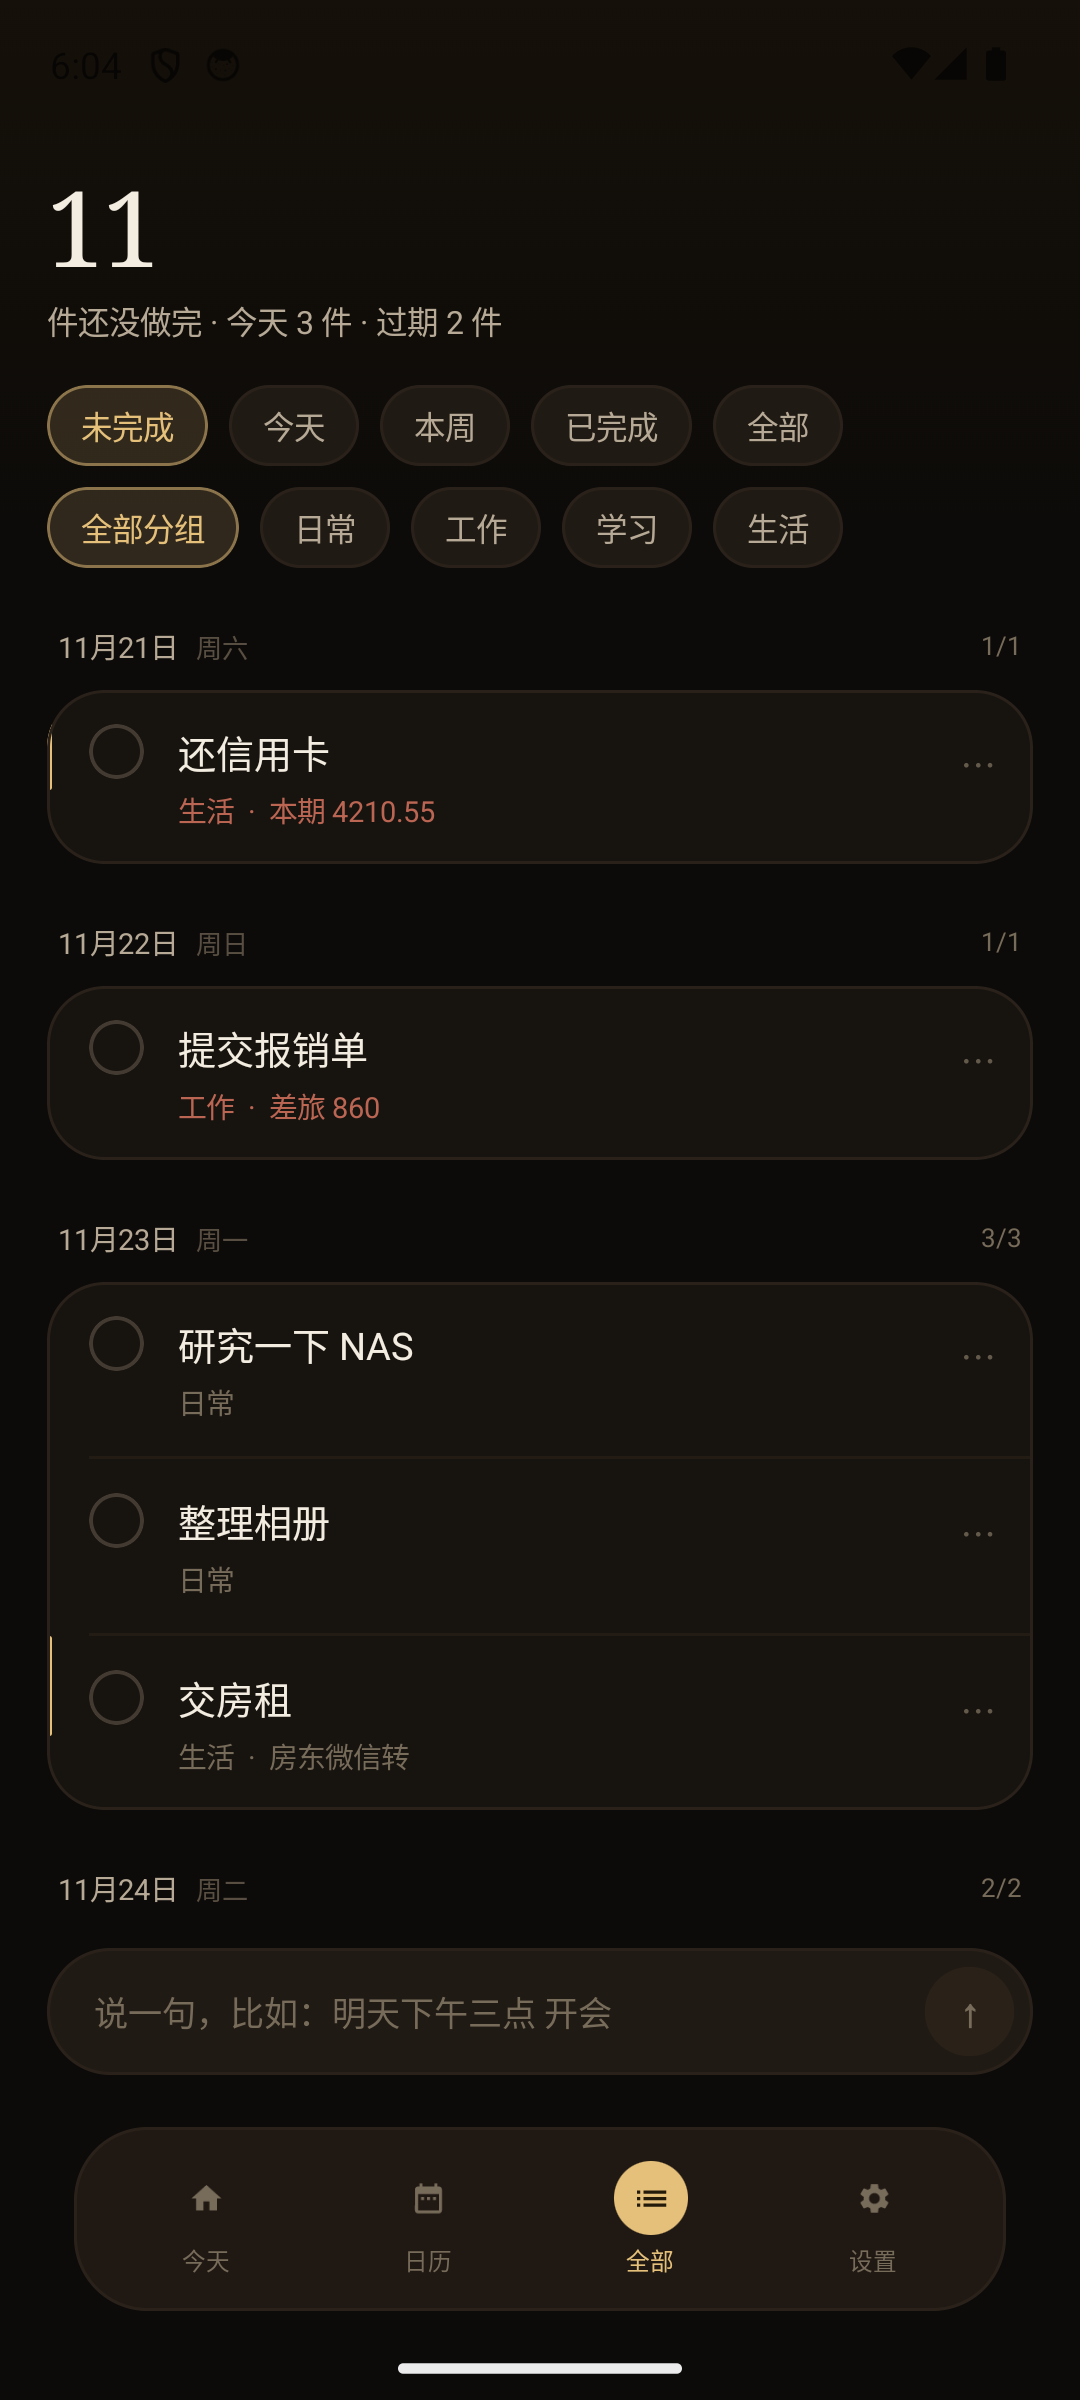 6:04
11
件还没做完 · 今天 3 件 · 过期 2 件
未完成 今天 本周 已完成 全部
全部分组 日常 工作 学习 生活
11月21日 周六 1/1
还信用卡 ...
生活 · 本期 4210.55
11月22日 周日 1/1
提交报销单 ...
工作 · 差旅 860
11月23日 周一 3/3
研究一下 NAS ...
日常
整理相册 ...
日常
交房租 ...
生活 · 房东微信转
11月24日 周二 2/2
说一句，比如：明天下午三点 开会 ↑
今天 日历 全部 设置